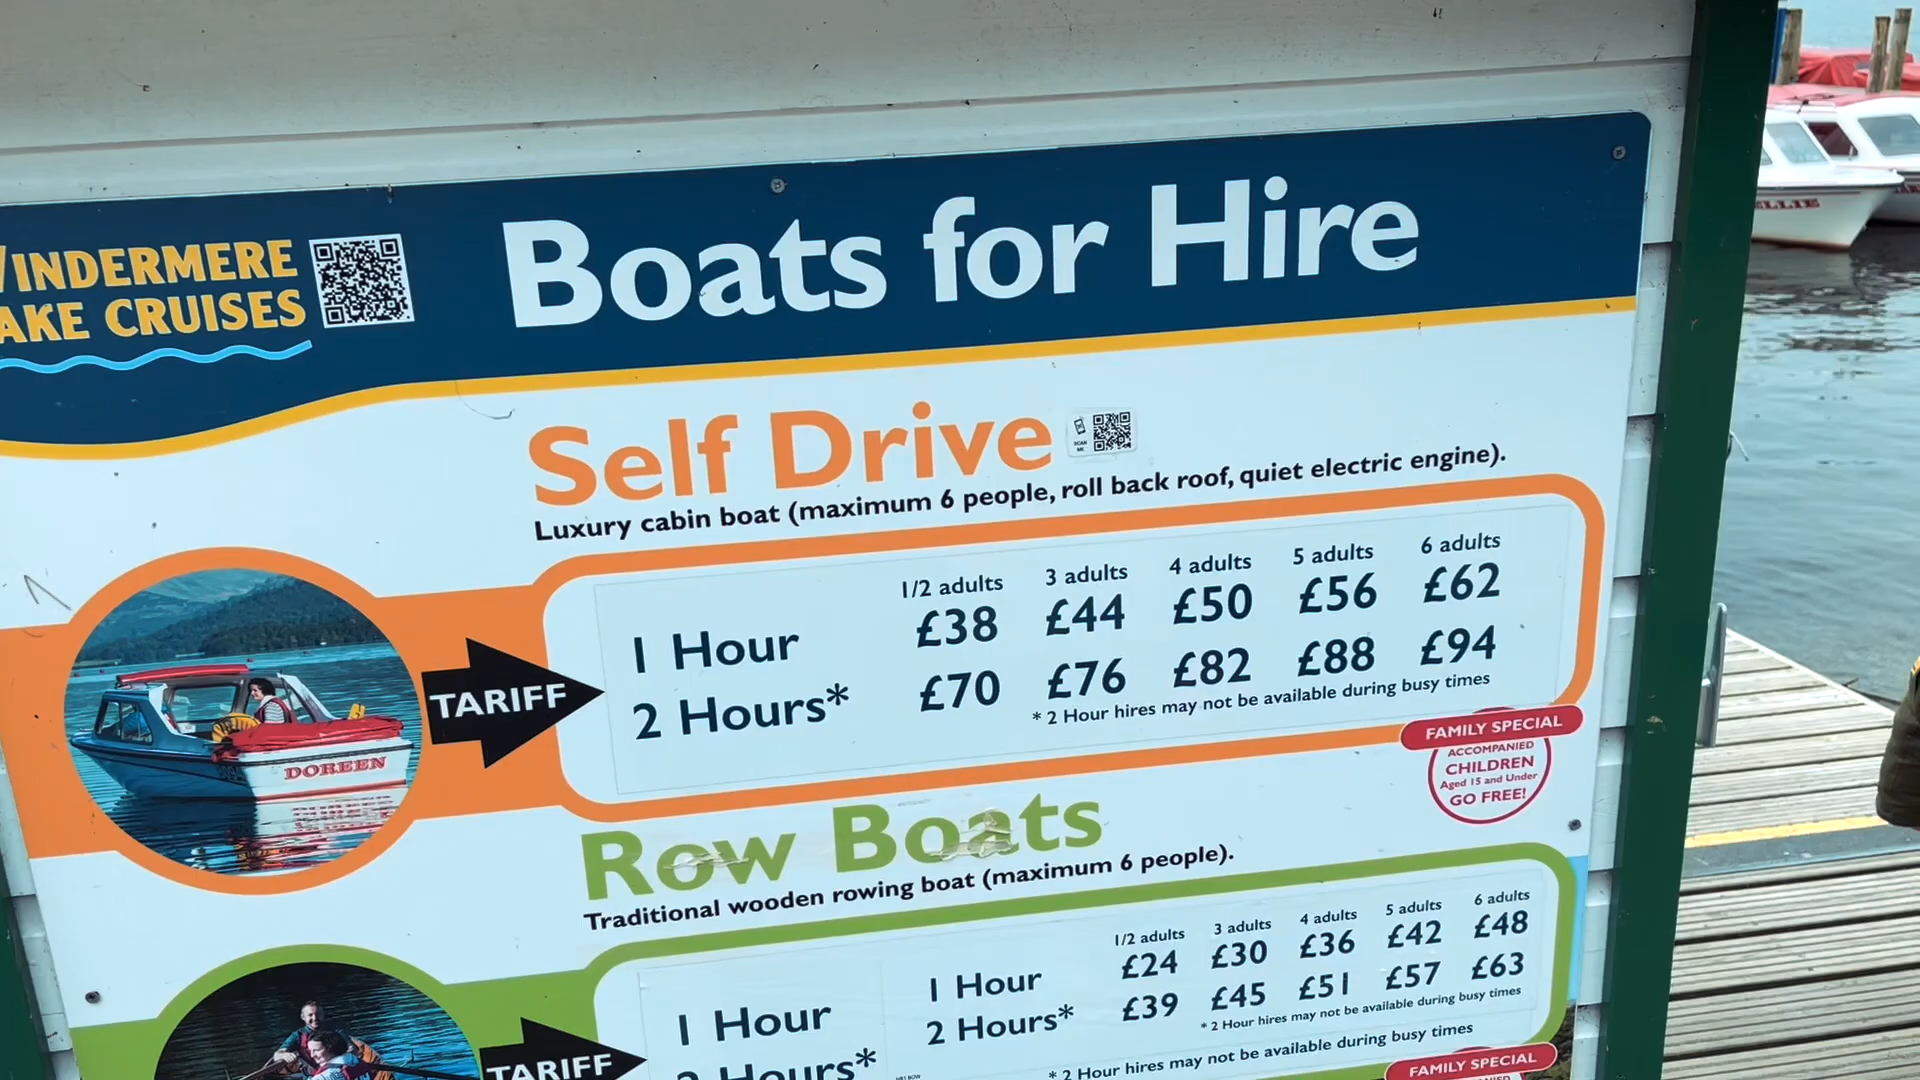 WINDERMERE
LAKE CRUISES
Boats for Hire
Self Drive
SCAN ME
Luxury cabin boat (maximum 6 people, roll back roof, quiet electric engine).
1/2 adults 3 adults 4 adults 5 adults 6 adults
1 Hour £38 £44 £50 £56 £62
2 Hours* £70 £76 £82 £88 £94
* 2 Hour hires may not be available during busy times
TARIFF
DOREEN
FAMILY SPECIAL
ACCOMPANIED
CHILDREN
Aged 15 and Under
GO FREE!
Row Boats
Traditional wooden rowing boat (maximum 6 people).
1/2 adults 3 adults 4 adults 5 adults 6 adults
1 Hour £24 £30 £36 £42 £48
2 Hours* £39 £45 £51 £57 £63
* 2 Hour hires may not be available during busy times
1 Hour
2 Hours*
* 2 Hour hires may not be available during busy times
TARIFF
FAMILY SPECIAL